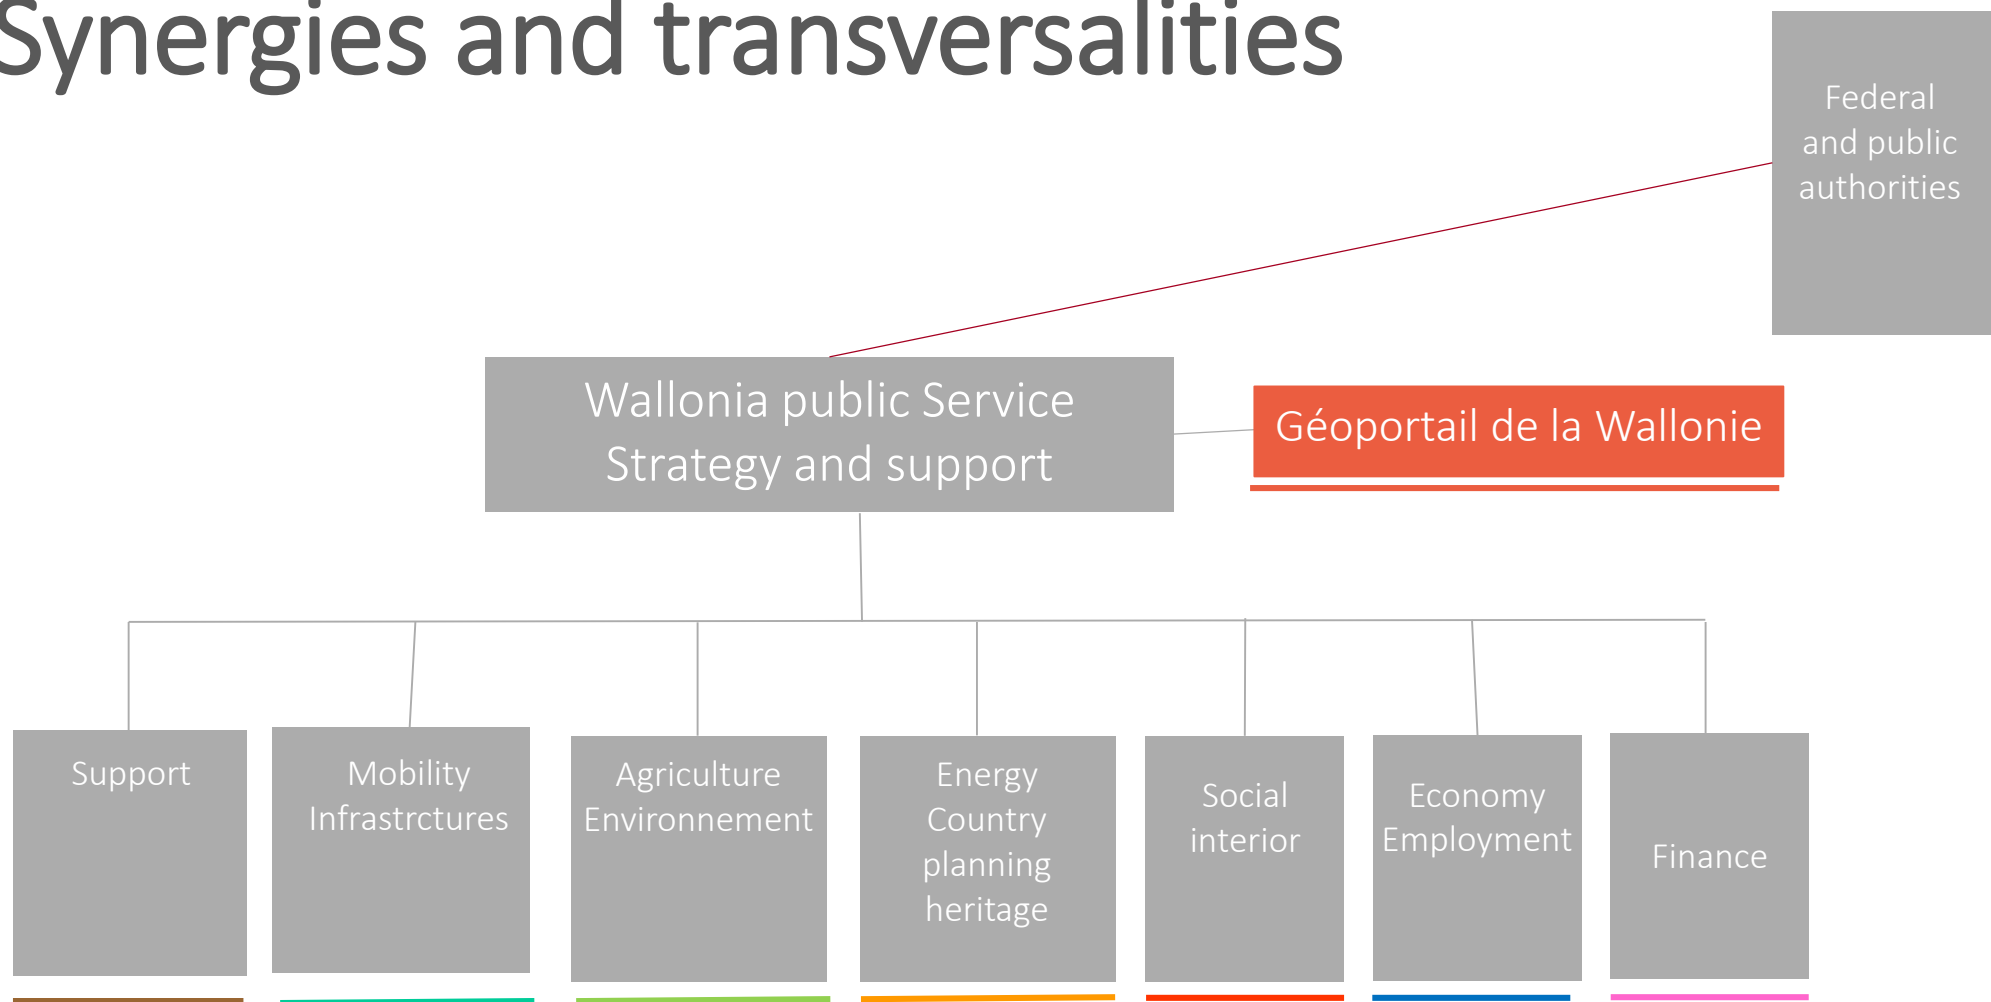 Synergies and transversalities
Federal
and public
authorities
Wallonia public Service
Strategy and support
Géoportail de la Wallonie
Support
Mobility
Infrastrctures
Agriculture
Environnement
Energy
Country
planning
heritage
Social
interior
Economy
Employment
Finance